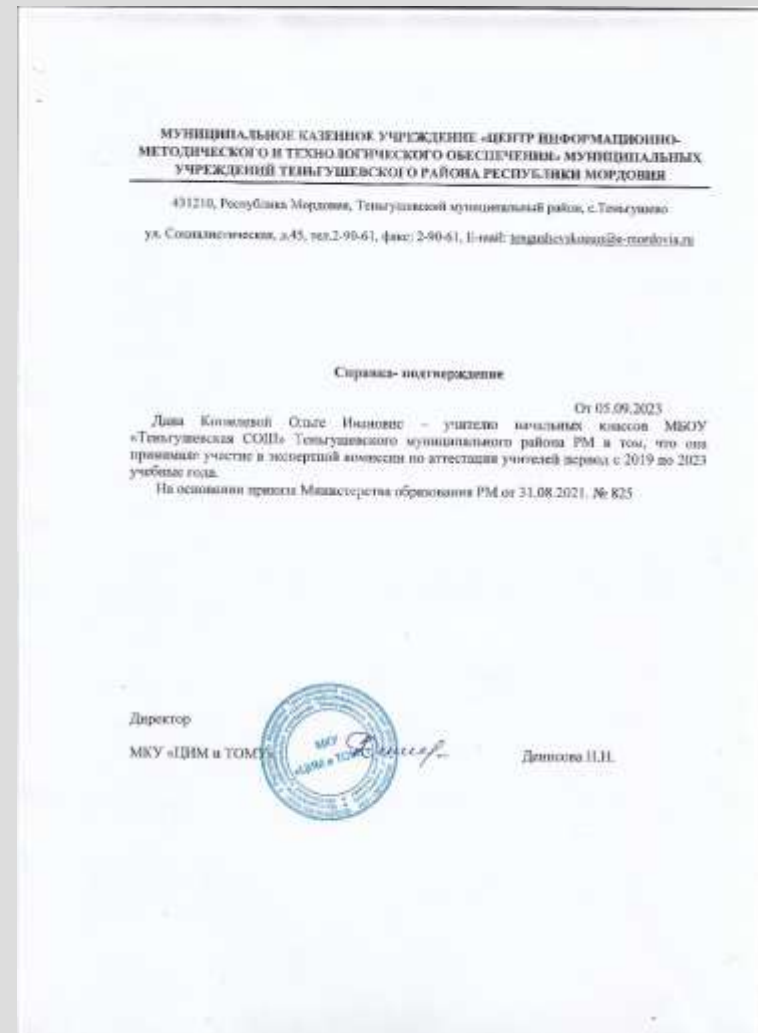 МУНИЦИПАЛЬНОЕ КАЗЕННОЕ УЧРЕЖДЕНИЕ «ЦЕНТР ИНФОРМАЦИОННО-
МЕТОДИЧЕСКОГО И ТЕХНОЛОГИЧЕСКОГО ОБЕСПЕЧЕНИЯ» МУНИЦИПАЛЬНЫХ
УЧРЕЖДЕНИЙ ТЕНЬГУШЕВСКОГО РАЙОНА РЕСПУБЛИКИ МОРДОВИЯ
431210, Республика Мордовия, Теньгушевский муниципальный район, с.Теньгушево
ул. Социалистическая, д.45, тел.2-90-61, факс: 2-90-61, E-mail:
Справка- подтверждение
От 05.09.2023
Дана Ольге Ивановне – учителю начальных классов МБОУ
«Теньгушевская СОШ» Теньгушевского муниципального района РМ в том, что она
принимала участие в экспертной комиссии по аттестации учителей период с 2019 по 2023
учебные года.
На основании приказа Министерства образования РМ от 31.08.2021. № 825
Директор
МКУ «ЦИМ и ТОМУ»
МКУ
«ЦИМ и ТОМУ»
Денисова Н.Н.